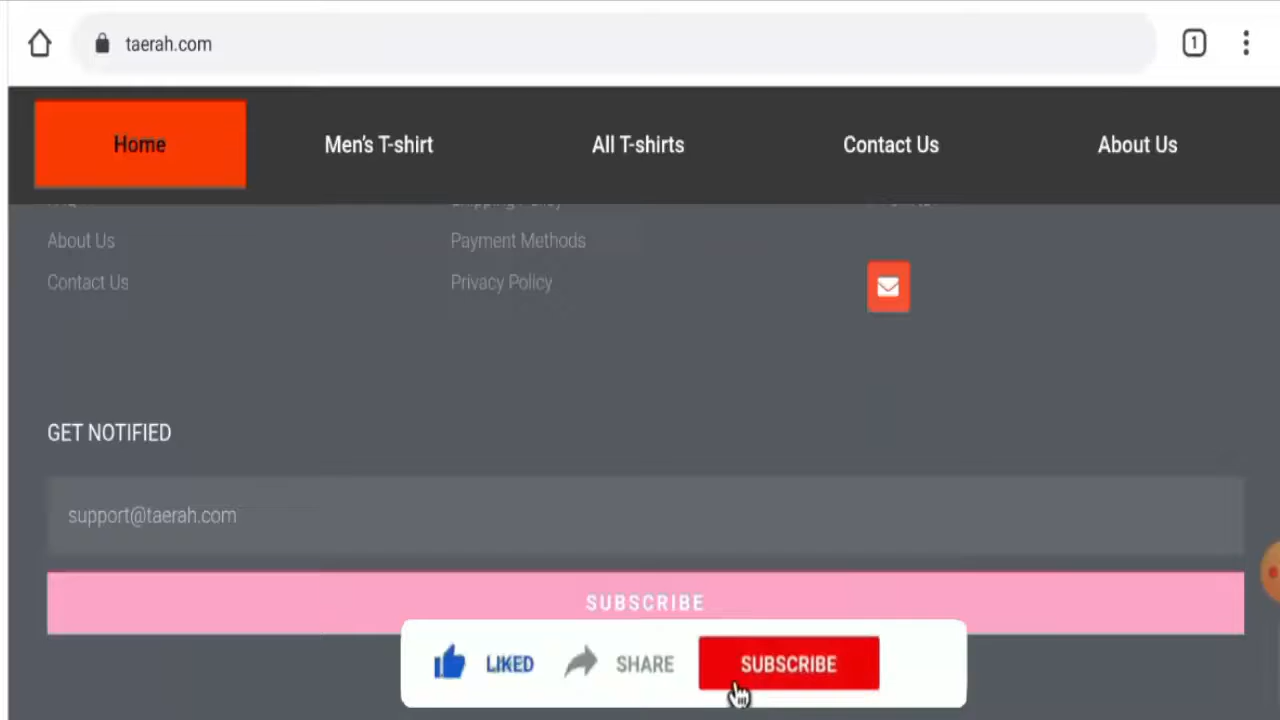 taerah.com
1
Home
Men's T-shirt
All T-shirts
Contact Us
About Us
About Us
Payment Methods
Contact Us
Privacy Policy
GET NOTIFIED
support@taerah.com
SUBSCRIBE
LIKED
SHARE
SUBSCRIBE